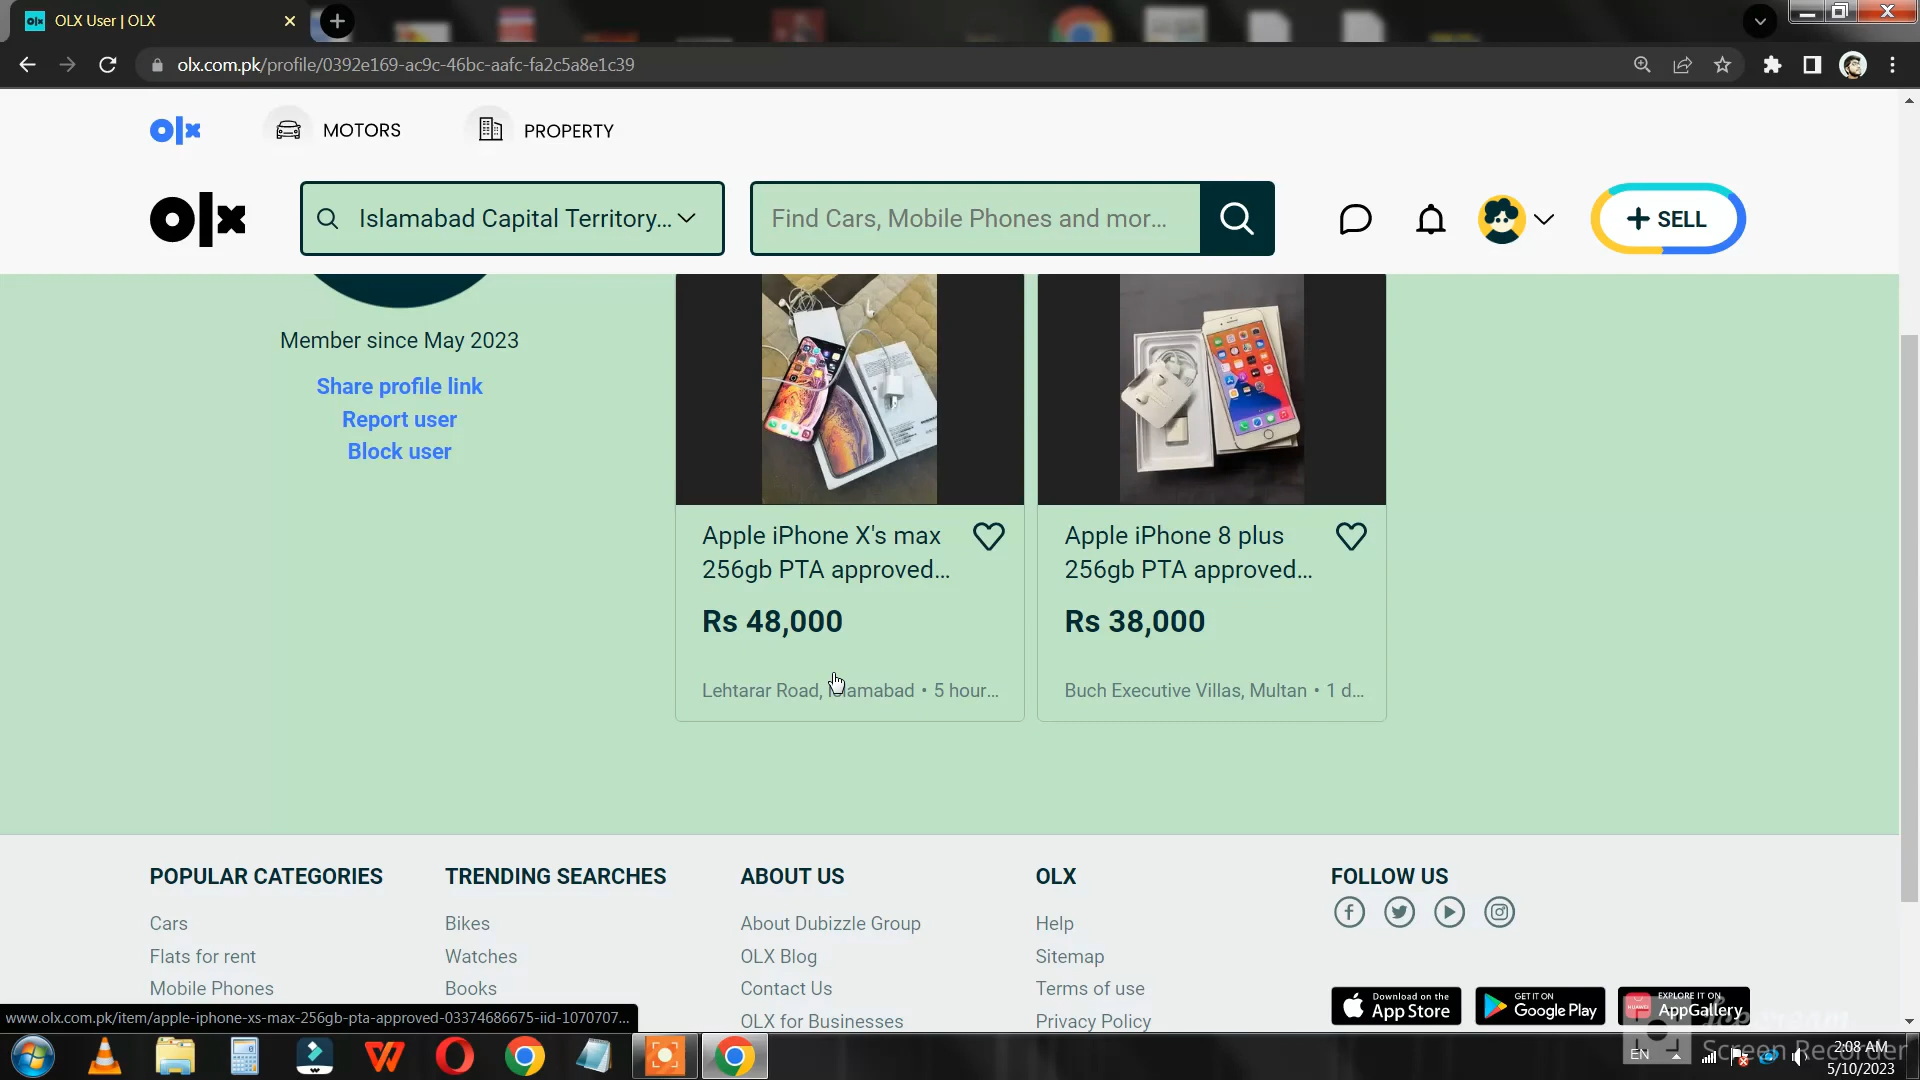 OLX User | OLX
olx.com.pk/profile/0392e169-ac9c-46bc-aafc-fa2c5a8e1c39
olx
MOTORS
PROPERTY
olx
Islamabad Capital Territory...
Find Cars, Mobile Phones and mor...
SELL
Member since May 2023
Share profile link
Report user
Block user
Apple iPhone X's max
256gb PTA approved...
Rs 48,000
Lehtarar Road, Islamabad • 5 hour...
Apple iPhone 8 plus
256gb PTA approved...
Rs 38,000
Buch Executive Villas, Multan • 1 d...
POPULAR CATEGORIES
Cars
Flats for rent
Mobile Phones
TRENDING SEARCHES
Bikes
Watches
Books
ABOUT US
About Dubizzle Group
OLX Blog
Contact Us
OLX for Businesses
OLX
Help
Sitemap
Terms of use
Privacy Policy
FOLLOW US
Download on the
App Store
GET IT ON
Google Play
EXPLORE IT ON
AppGallery
www.olx.com.pk/item/apple-iphone-xs-max-256gb-pta-approved-03374686675-iid-1070707...
Screen Recorder
EN
2:08 AM
5/10/2023